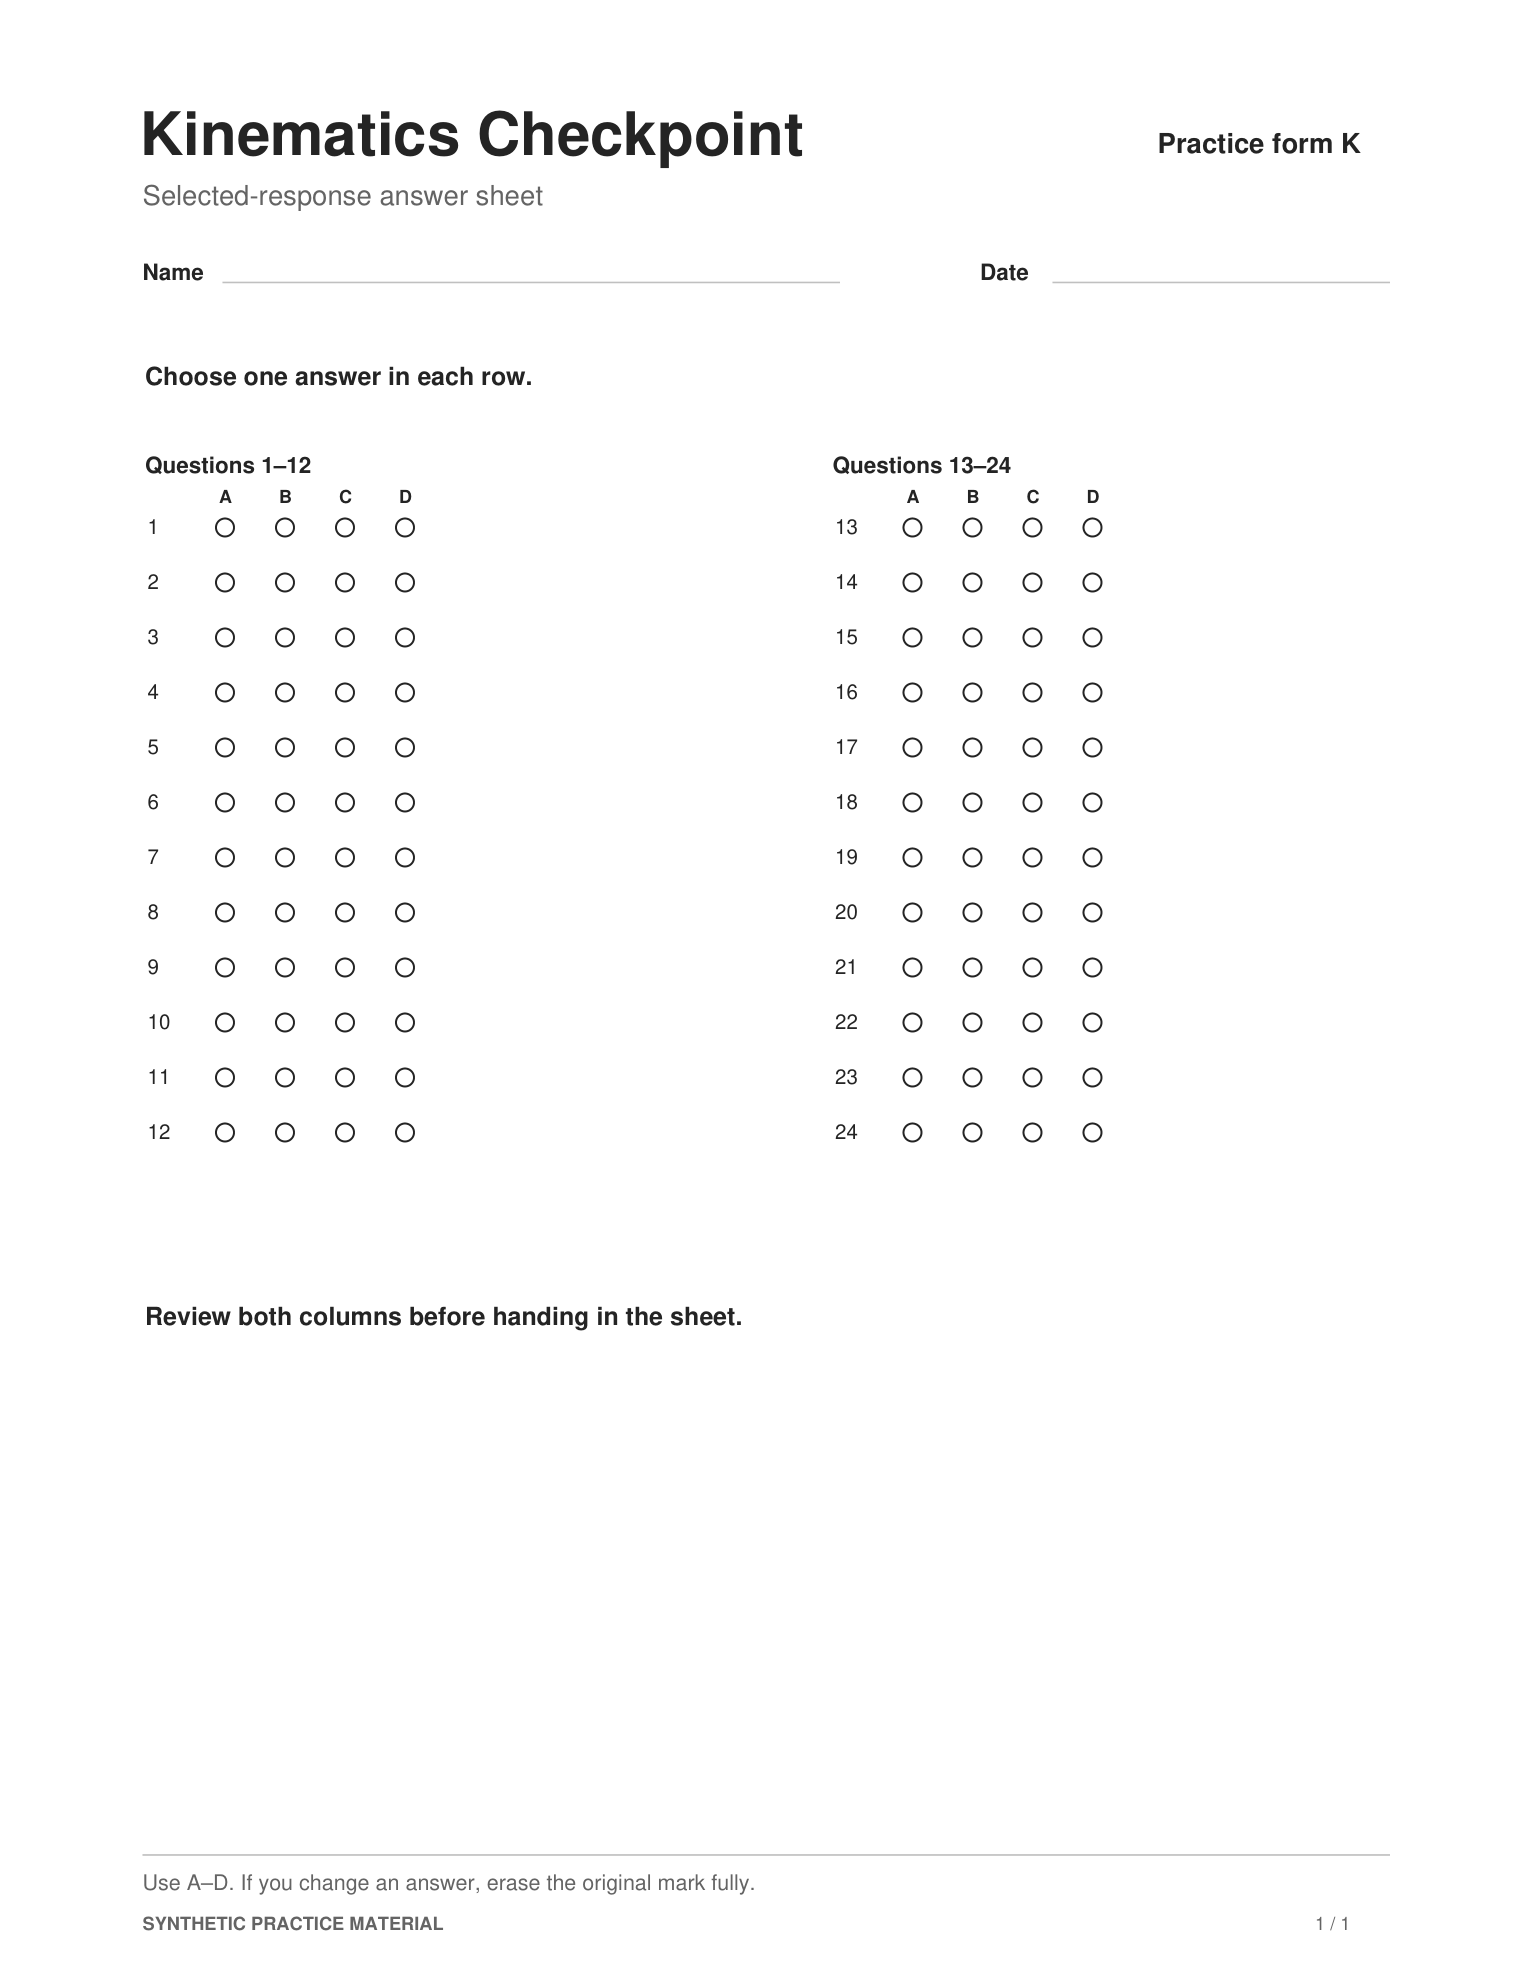 Kinematics Checkpoint
Practice form K
Selected-response answer sheet
Name
Date
Choose one answer in each row.
Questions 1–12
A B C D
1
2
3
4
5
6
7
8
9
10
11
12
Questions 13–24
A B C D
13
14
15
16
17
18
19
20
21
22
23
24
Review both columns before handing in the sheet.
Use A–D. If you change an answer, erase the original mark fully.
SYNTHETIC PRACTICE MATERIAL
1 / 1